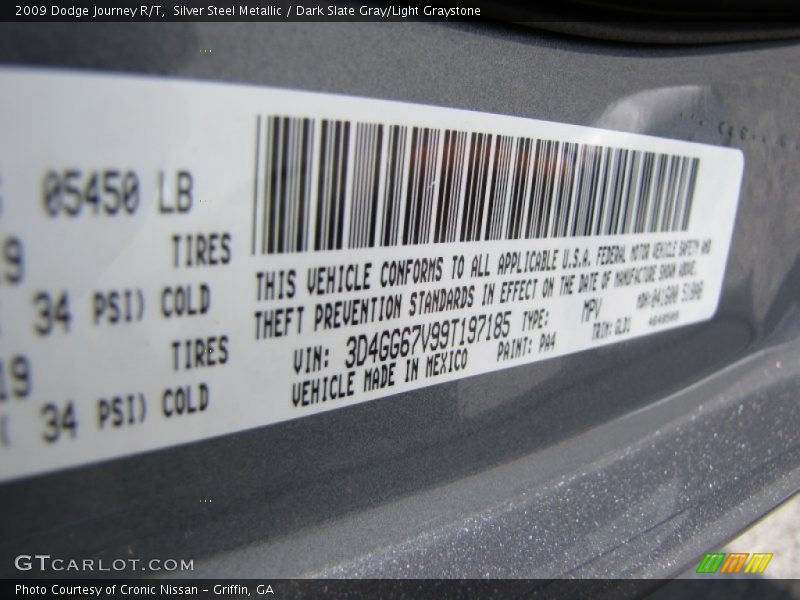 2009 Dodge Journey R/T,  Silver Steel Metallic / Dark Slate Gray/Light Graystone
05450 LB
19 TIRES
34 PSI) COLD
19 TIRES
( 34 PSI) COLD
THIS VEHICLE CONFORMS TO ALL APPLICABLE U.S.A. FEDERAL MOTOR VEHICLE SAFETY AND
THEFT PREVENTION STANDARDS IN EFFECT ON THE DATE OF MANUFACTURE SHOWN ABOVE.
VIN: 3D4GG67V99T197185 TYPE: MPV
VEHICLE MADE IN MEXICO PAINT: PA4 TRIM:
GTCARLOT.COM
Photo Courtesy of Cronic Nissan – Griffin, GA